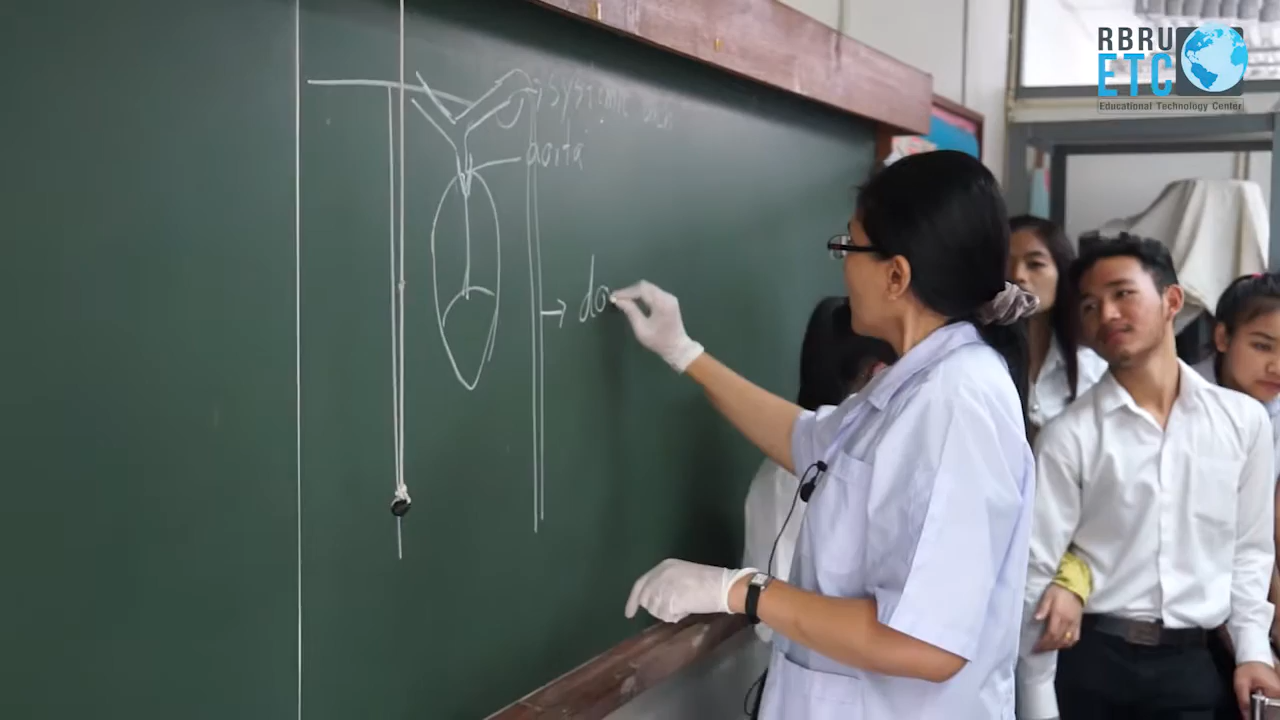 RBRU
ETC
Educational Technology Center
systemic
aorta
do